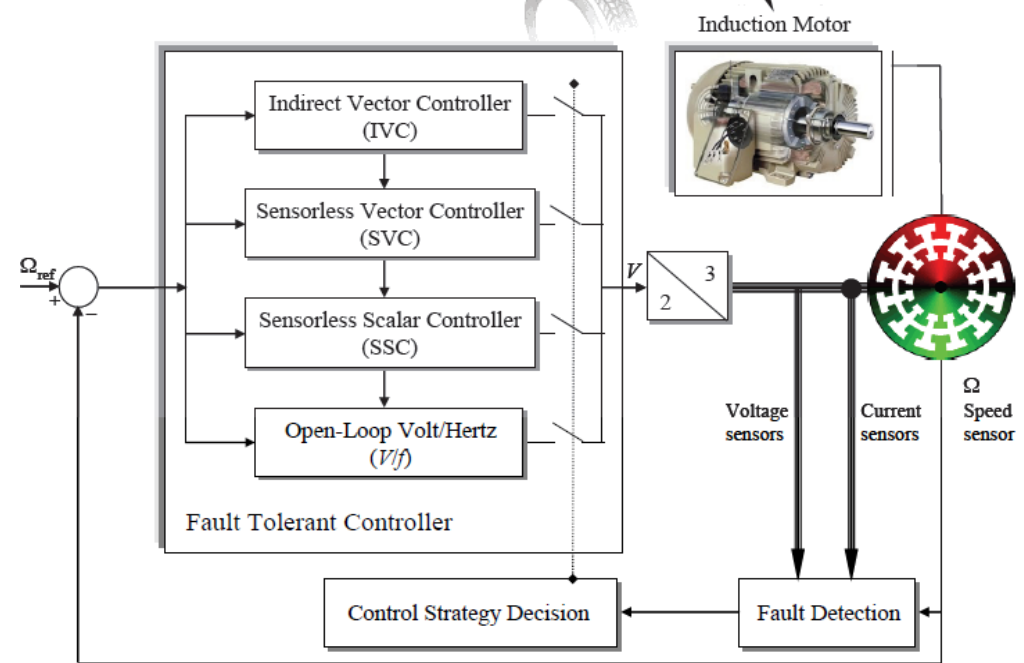 Induction Motor
Indirect Vector Controller
(IVC)
Sensorless Vector Controller
(SVC)
Ωref
+
−
V
3
2
Sensorless Scalar Controller
(SSC)
Ω
Voltage
sensors
Current
sensors
Speed
sensor
Open-Loop Volt/Hertz
(V/f)
Fault Tolerant Controller
Control Strategy Decision
Fault Detection